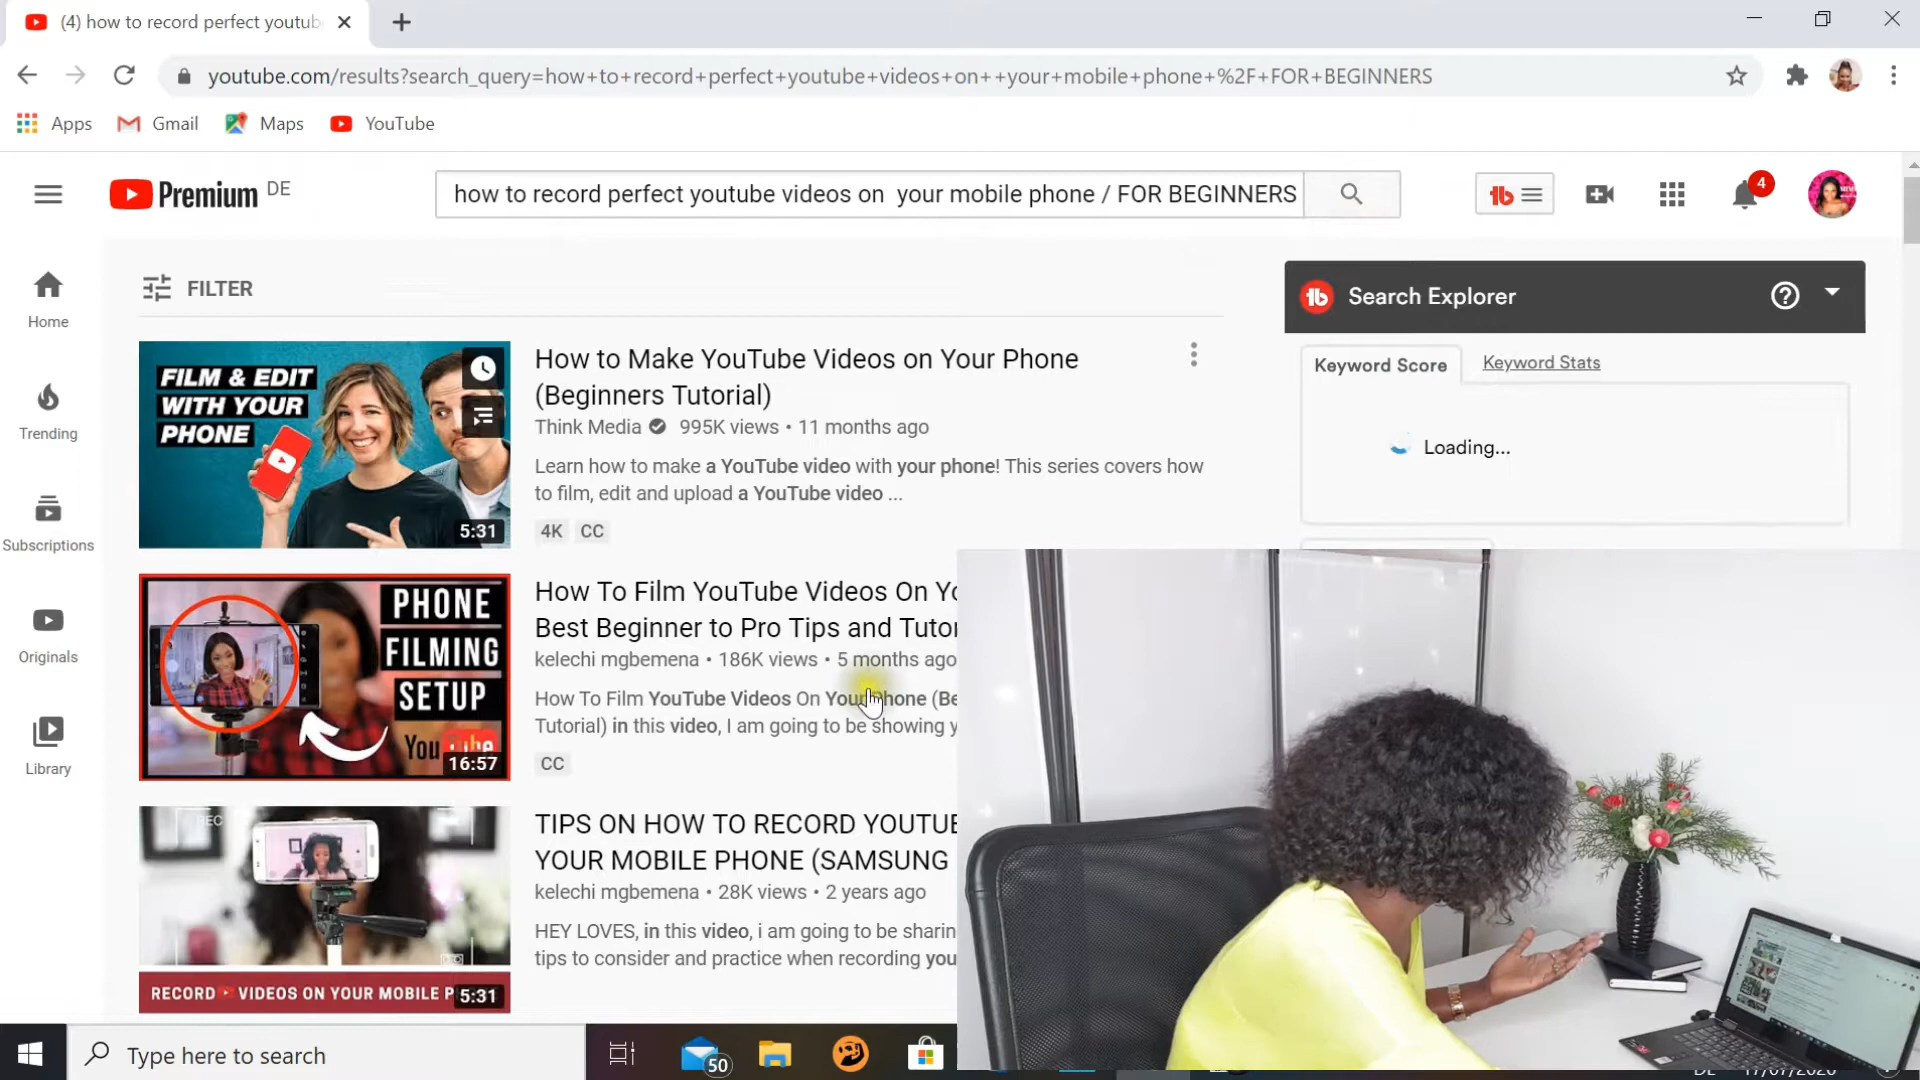 (4) how to record perfect youtub
youtube.com/results?search_query=how+to+record+perfect+youtube+videos+on++your+mobile+phone+%2F+FOR+BEGINNERS
Apps Gmail Maps YouTube
Premium DE
how to record perfect youtube videos on  your mobile phone / FOR BEGINNERS
tb
4
FILTER
tb Search Explorer
Keyword Score Keyword Stats
Loading...
Home
Trending
Subscriptions
Originals
Library
FILM & EDIT
WITH YOUR
PHONE
5:31
How to Make YouTube Videos on Your Phone
(Beginners Tutorial)
Think Media 995K views • 11 months ago
Learn how to make a YouTube video with your phone! This series covers how
to film, edit and upload a YouTube video ...
4K CC
PHONE
FILMING
SETUP
YouTube
16:57
How To Film YouTube Videos On Yo
Best Beginner to Pro Tips and Tutor
kelechi mgbemena • 186K views • 5 months ago
How To Film YouTube Videos On Your Phone (Be
Tutorial) in this video, I am going to be showing y
CC
REC
RECORD VIDEOS ON YOUR MOBILE P
5:31
TIPS ON HOW TO RECORD YOUTUB
YOUR MOBILE PHONE (SAMSUNG
kelechi mgbemena • 28K views • 2 years ago
HEY LOVES, in this video, i am going to be sharin
tips to consider and practice when recording you
Type here to search
50